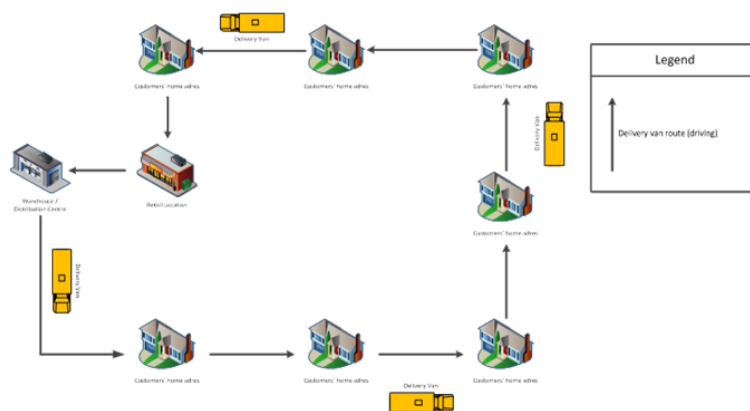 Delivery Van
Customers' home adres
Customers' home adres
Customers' home adres
Legend
Delivery van route (driving)
Delivery Van
Warehouse /
Distribution Centre
Retail Location
Customers' home adres
Delivery Van
Customers' home adres
Customers' home adres
Customers' home adres
Delivery Van